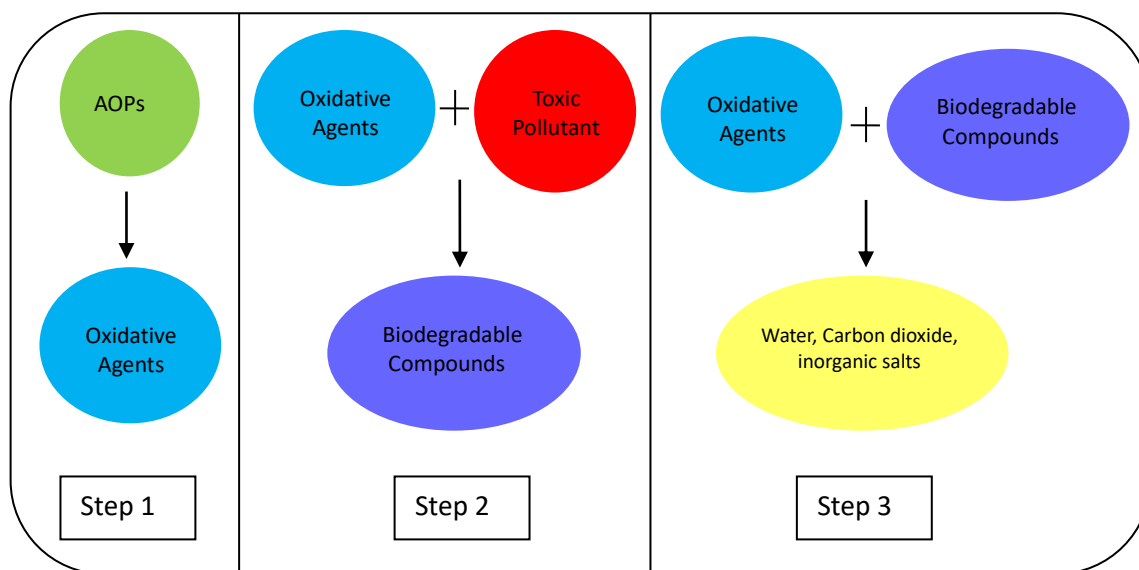 AOPs
Oxidative
Agents
Step 1
Oxidative
Agents
+
Toxic
Pollutant
Biodegradable
Compounds
Step 2
Oxidative
Agents
+
Biodegradable
Compounds
Water, Carbon dioxide,
inorganic salts
Step 3